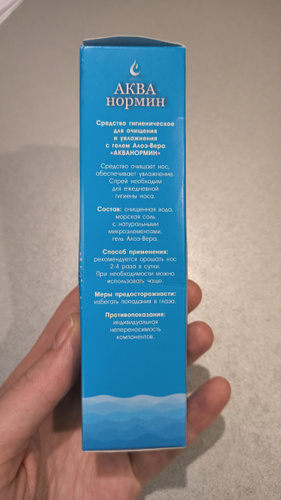 АКВА
нормин
Средство гигиеническое
для очищения
и увлажнения
с гелем Алоэ-Вера
«АКВАНОРМИН»
Средство очищает нос,
обеспечивает увлажнение.
Спрей необходим
для ежедневной
гигиены носа.
Состав: очищенная вода,
морская соль
с натуральными
микроэлементами,
гель Алоэ-Вера.
Способ применения:
рекомендуется орошать нос
2-4 раза в сутки.
При необходимости можно
использовать чаще.
Меры предосторожности:
избегать попадания в глаза.
Противопоказания:
индивидуальная
непереносимость
компонентов.